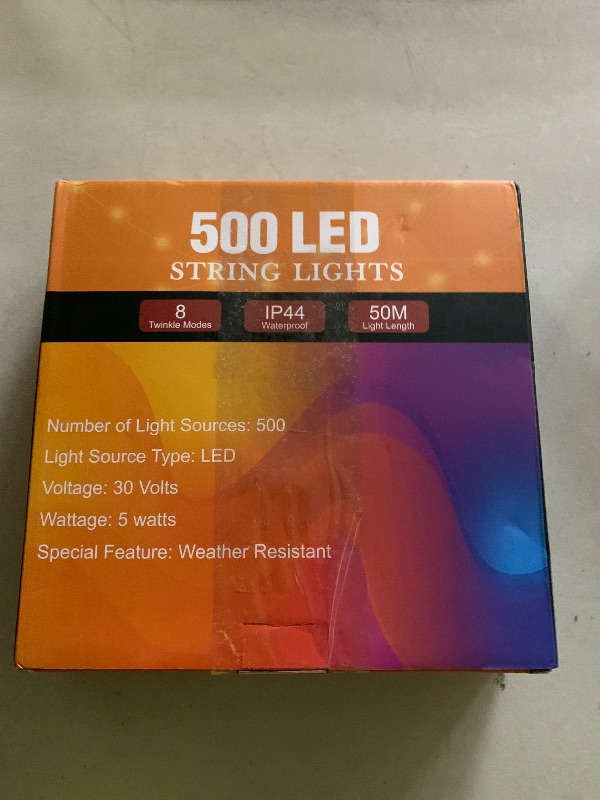 500 LED
STRING LIGHTS
8
Twinkle Modes
IP44
Waterproof
50M
Light Length
Number of Light Sources: 500
Light Source Type: LED
Voltage: 30 Volts
Wattage: 5 watts
Special Feature: Weather Resistant